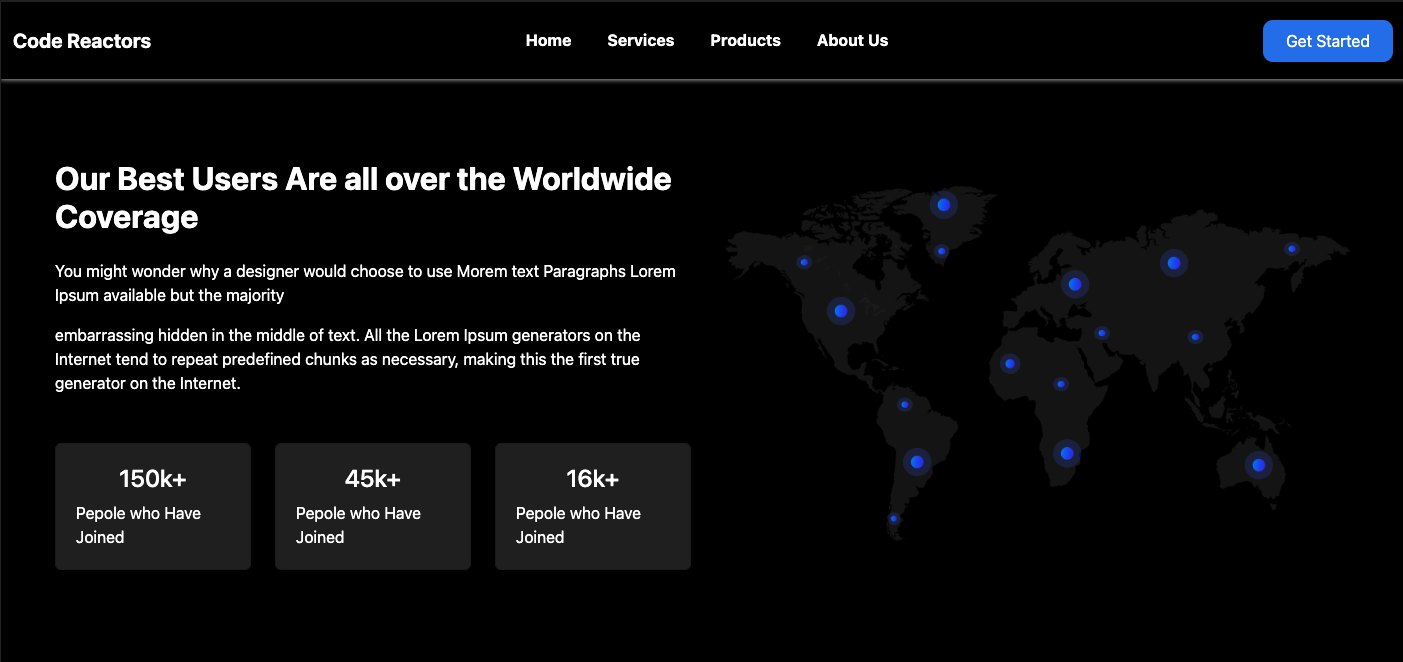 Code Reactors
Home Services Products About Us
Get Started
Our Best Users Are all over the Worldwide
Coverage
You might wonder why a designer would choose to use Morem text Paragraphs Lorem
Ipsum available but the majority
embarrassing hidden in the middle of text. All the Lorem Ipsum generators on the
Internet tend to repeat predefined chunks as necessary, making this the first true
generator on the Internet.
150k+
Pepole who Have
Joined
45k+
Pepole who Have
Joined
16k+
Pepole who Have
Joined